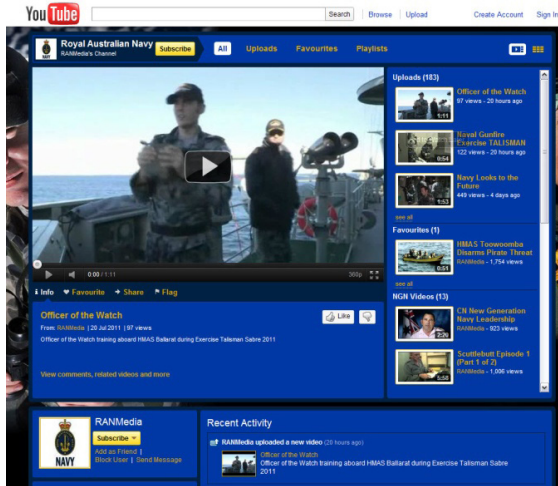 YouTube
Search
Browse
Upload
Create Account
Sign In
Royal Australian Navy
RANMedia's Channel
Subscribe
All
Uploads
Favourites
Playlists
NAVY
Uploads (183)
Officer of the Watch
97 views - 20 hours ago
1:11
Naval Gunfire
Exercise TALISMAN
122 views - 20 hours ago
0:54
Navy Looks to the
Future
449 views - 4 days ago
1:53
see all
Favourites (1)
HMAS Toowoomba
Disarms Pirate Threat
RANMedia - 1,754 views
0:51
see all
NGN Videos (13)
CN New Generation
Navy Leadership
RANMedia - 923 views
2:20
Scuttlebutt Episode 1
(Part 1 of 2)
RANMedia - 1,006 views
5:50
0:00 / 1:11
360p
Info
Favourite
Share
Flag
Officer of the Watch
Like
From: RANMedia | 20 Jul 2011 | 97 views
Officer of the Watch training aboard HMAS Ballarat during Exercise Talisman Sabre 2011
View comments, related videos and more
RANMedia
Subscribe
Add as Friend |
Block User | Send Message
NAVY
Recent Activity
RANMedia uploaded a new video (20 hours ago)
Officer of the Watch
Officer of the Watch training aboard HMAS Ballarat during Exercise Talisman Sabre
2011